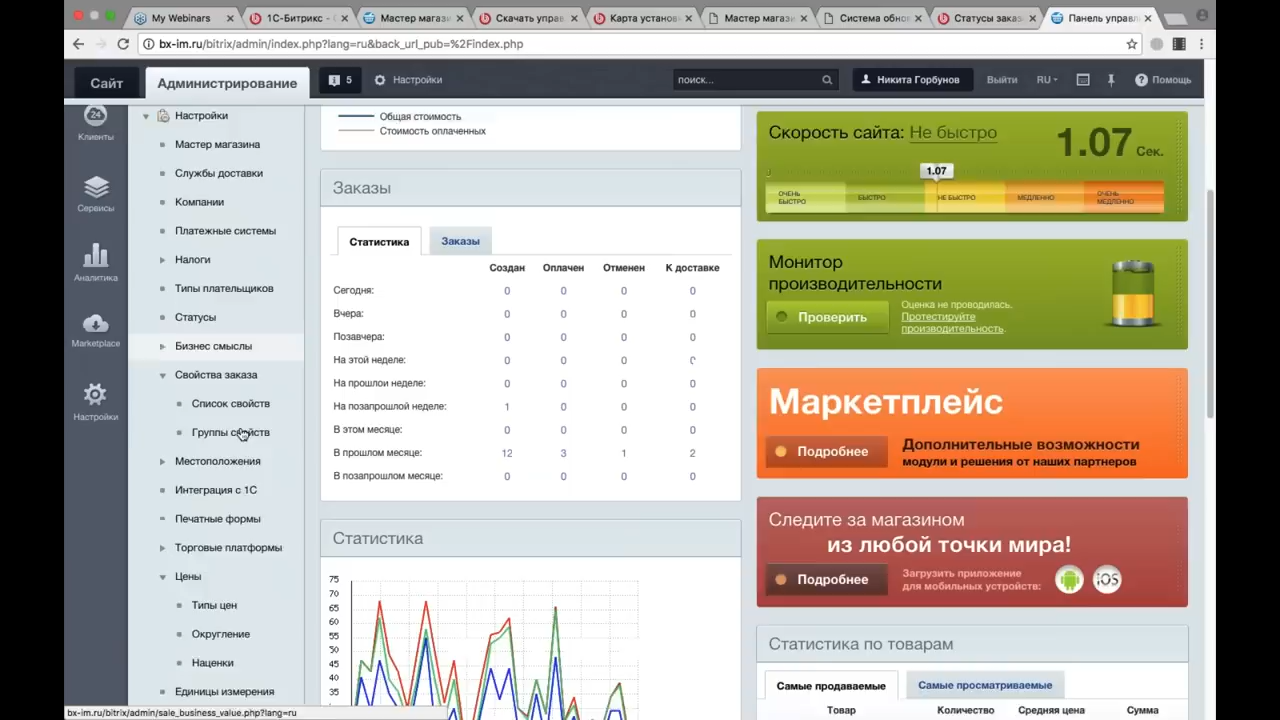 My Webinars
1С-Битрикс - С
Мастер магази
Скачать управ
Карта установ
Мастер магази
Система обно
Статусы заказ
Панель управл
bx-im.ru/bitrix/admin/index.php?lang=ru&back_url_pub=%2Findex.php
Сайт
Администрирование
5
Настройки
поиск...
Никита Горбунов
Выйти
RU
Помощь
24
Клиенты
Сервисы
Аналитика
Marketplace
Настройки
Настройки
Мастер магазина
Службы доставки
Компании
Платежные системы
Налоги
Типы плательщиков
Статусы
Бизнес смыслы
Свойства заказа
Список свойств
Группы свойств
Местоположения
Интеграция с 1С
Печатные формы
Торговые платформы
Цены
Типы цен
Округление
Наценки
Единицы измерения
bx-im.ru/bitrix/admin/sale_business_value.php?lang=ru
Общая стоимость
Стоимость оплаченных
Заказы
Статистика Заказы
Создан Оплачен Отменен К доставке
Сегодня: 0 0 0 0
Вчера: 0 0 0 0
Позавчера: 0 0 0 0
На этой неделе: 0 0 0 0
На прошлой неделе: 0 0 0 0
На позапрошлой неделе: 1 0 0 0
В этом месяце: 0 0 0 0
В прошлом месяце: 12 3 1 2
В позапрошлом месяце: 0 0 0 0
Статистика
75
70
65
60
55
50
45
40
35
Скорость сайта: Не быстро
1.07 Сек.
0
1.07
ОЧЕНЬ БЫСТРО
БЫСТРО
НЕ БЫСТРО
МЕДЛЕННО
ОЧЕНЬ МЕДЛЕННО
Монитор
производительности
Проверить
Оценка не проводилась.
Протестируйте
производительность.
Маркетплейс
Подробнее
Дополнительные возможности
модули и решения от наших партнеров
Следите за магазином
из любой точки мира!
Подробнее
Загрузить приложение
для мобильных устройств:
iOS
Статистика по товарам
Самые продаваемые Самые просматриваемые
Товар Количество Средняя цена Сумма